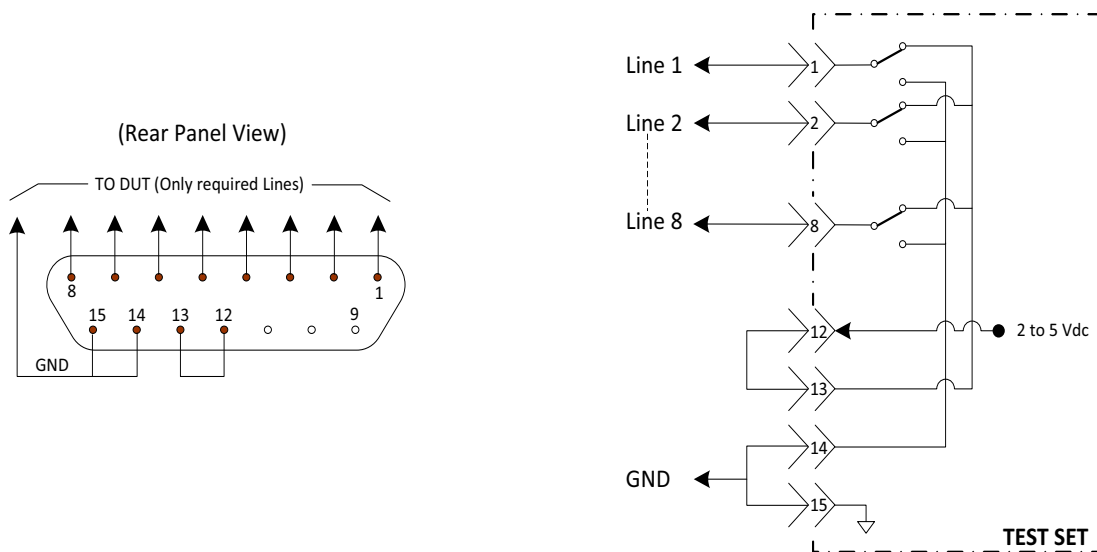 (Rear Panel View)
TO DUT (Only required Lines)
8
1
15
14
13
12
9
GND
Line 1
1
Line 2
2
Line 8
8
12
2 to 5 Vdc
13
14
GND
15
TEST SET